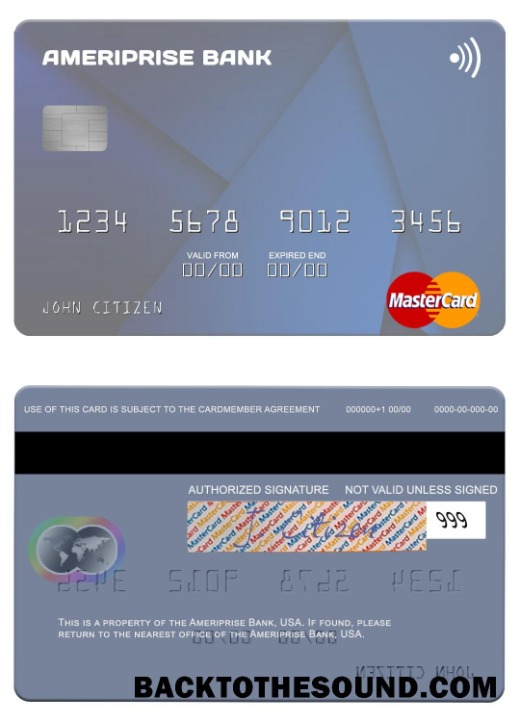 AMERIPRISE BANK
1234 5678 9012 3456
VALID FROM EXPIRED END
00/00 00/00
JOHN CITIZEN
MasterCard
USE OF THIS CARD IS SUBJECT TO THE CARDMEMBER AGREEMENT 000000+1 00/00 0000-00-000-00
AUTHORIZED SIGNATURE NOT VALID UNLESS SIGNED
J. Citizen
999
THIS IS A PROPERTY OF THE AMERIPRISE BANK, USA. IF FOUND, PLEASE
RETURN TO THE NEAREST OFFICE OF THE AMERIPRISE BANK, USA.
BACKTOTHESOUND.COM